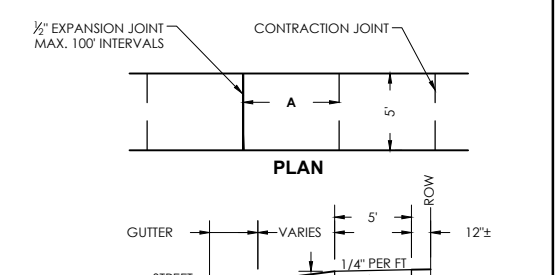 ½" EXPANSION JOINT
MAX. 100' INTERVALS
CONTRACTION JOINT
A
5'
PLAN
ROW
5'
GUTTER
VARIES
12"±
1/4" PER FT
STREET